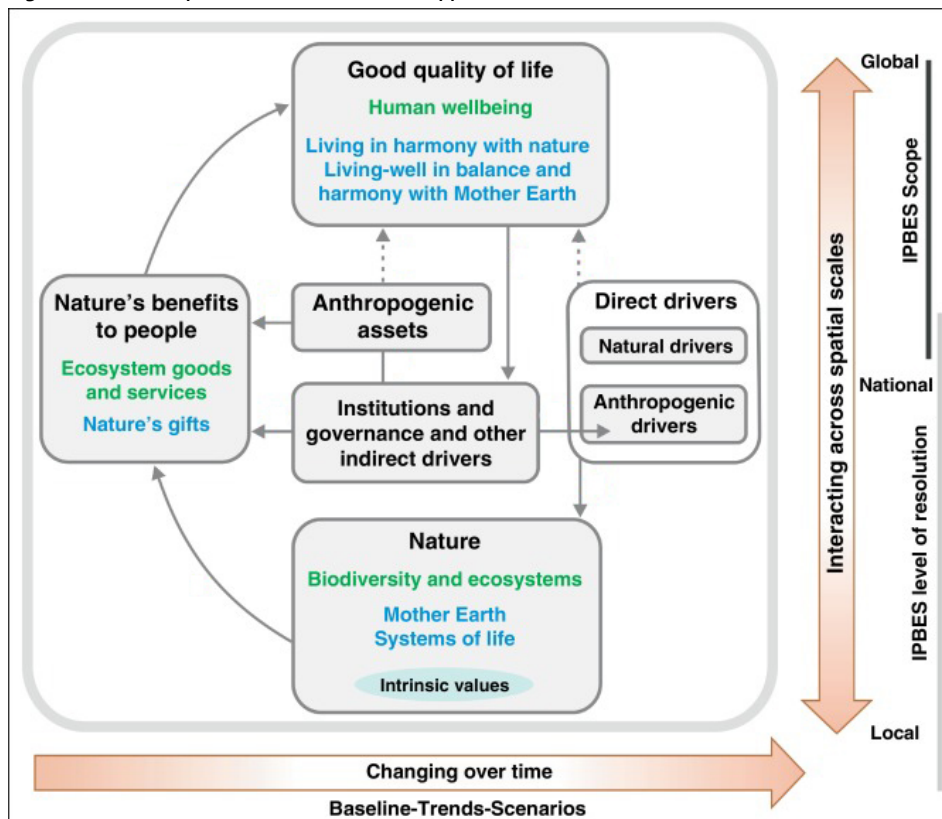 Good quality of life
Human wellbeing
Living in harmony with nature
Living-well in balance and
harmony with Mother Earth
Nature's benefits
to people
Ecosystem goods
and services
Nature's gifts
Anthropogenic
assets
Direct drivers
Natural drivers
Anthropogenic
drivers
Institutions and
governance and other
indirect drivers
Nature
Biodiversity and ecosystems
Mother Earth
Systems of life
Intrinsic values
Interacting across spatial scales
Global
IPBES Scope
National
IPBES level of resolution
Local
Changing over time
Baseline-Trends-Scenarios